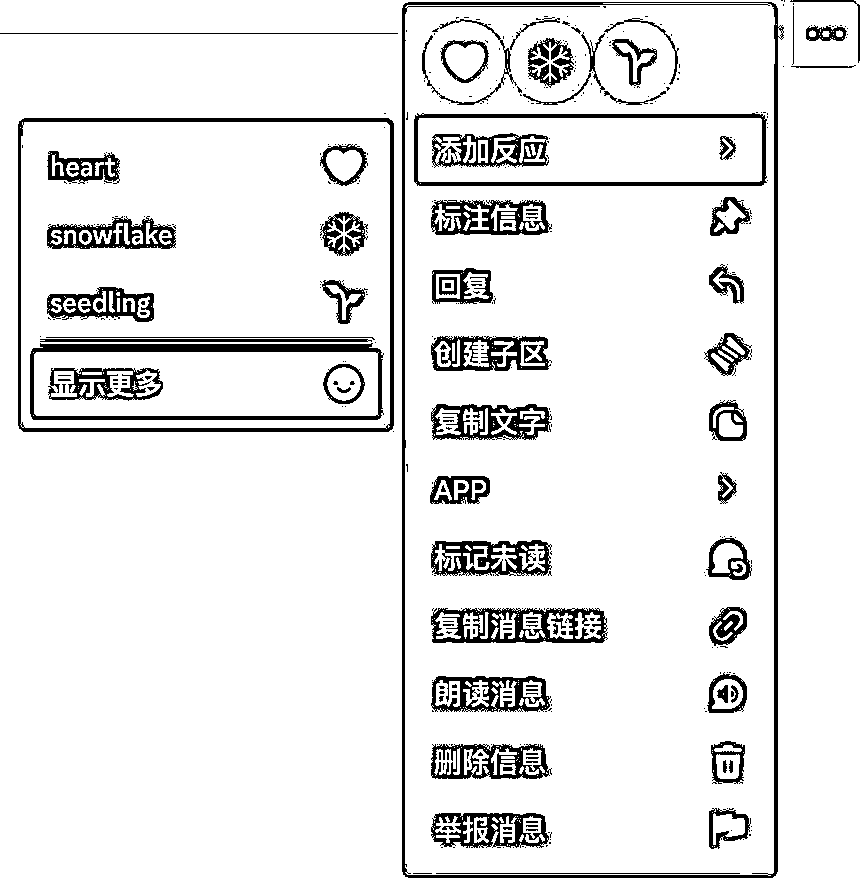 heart
snowflake
seedling
显示更多
添加反应
标注信息
回复
创建子区
复制文字
APP
标记未读
复制消息链接
朗读消息
删除信息
举报消息